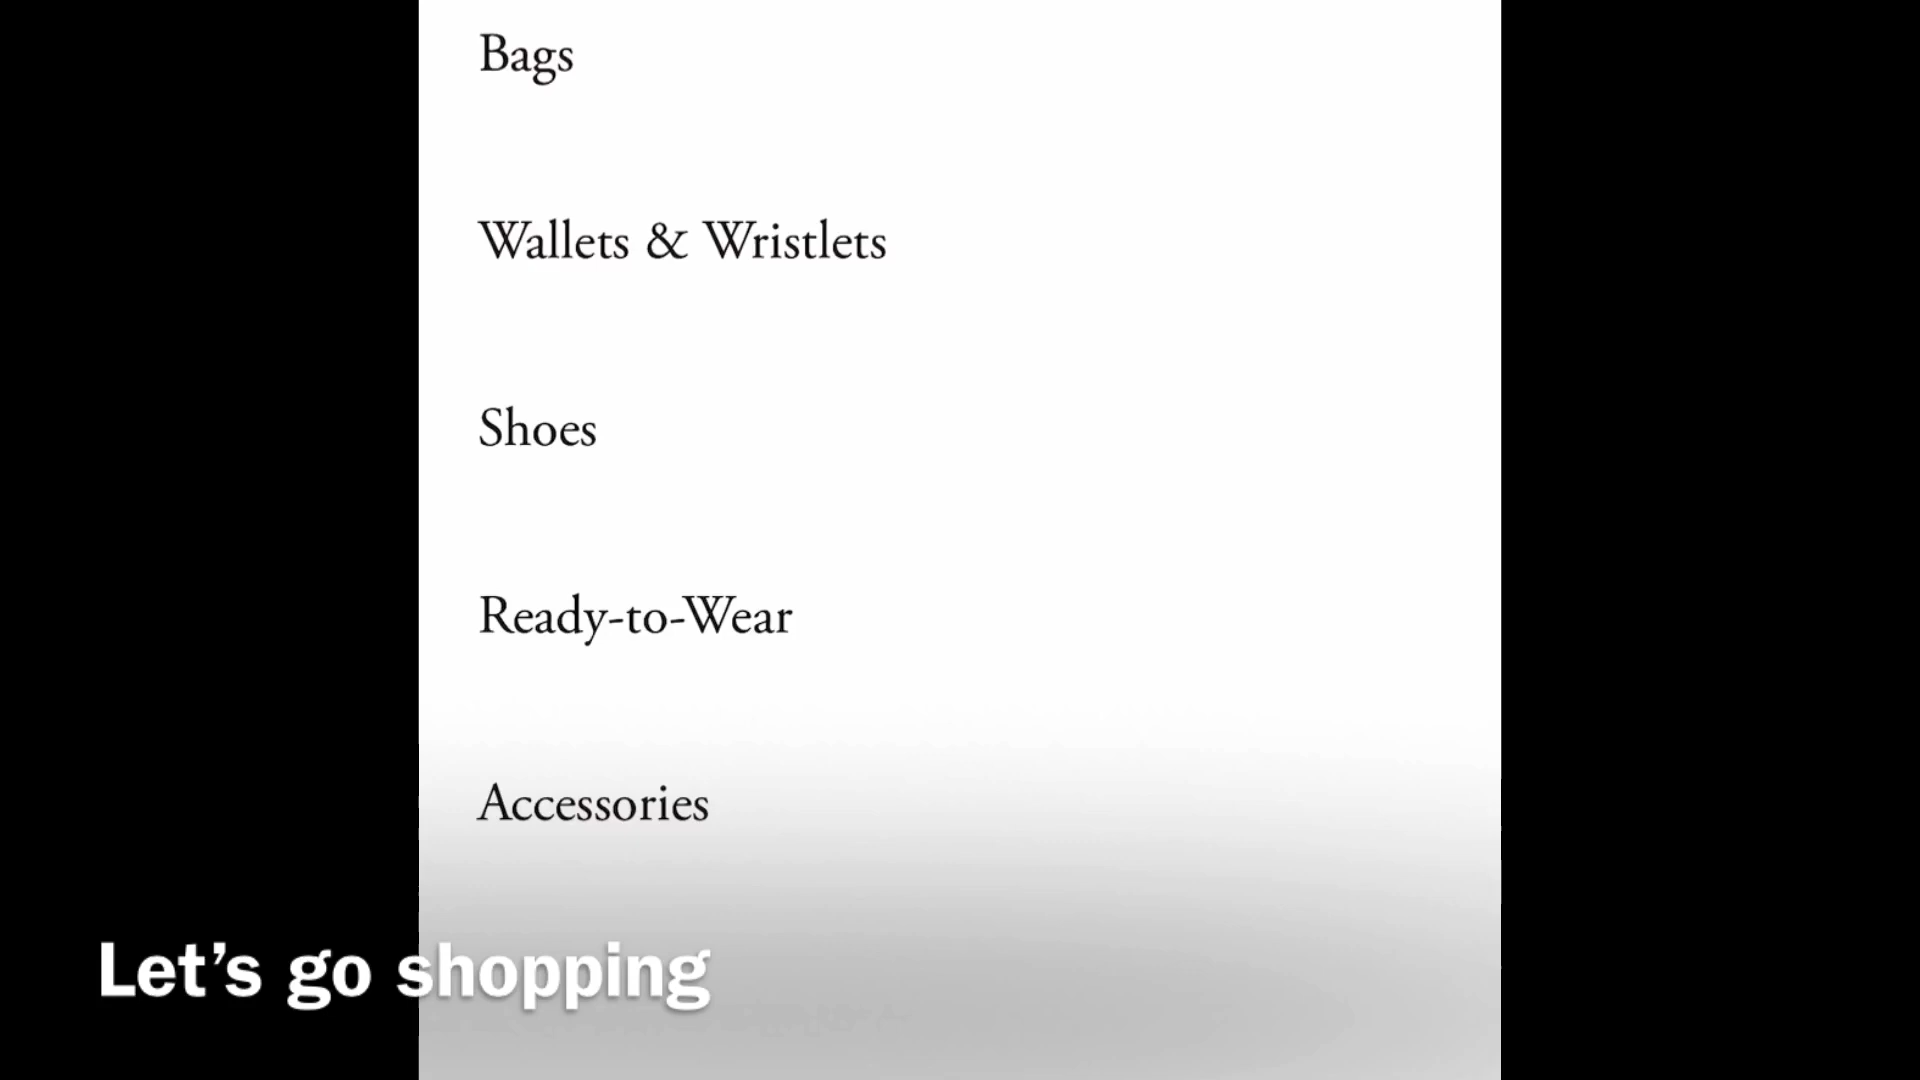 Bags
Wallets & Wristlets
Shoes
Ready-to-Wear
Accessories
Let’s go shopping